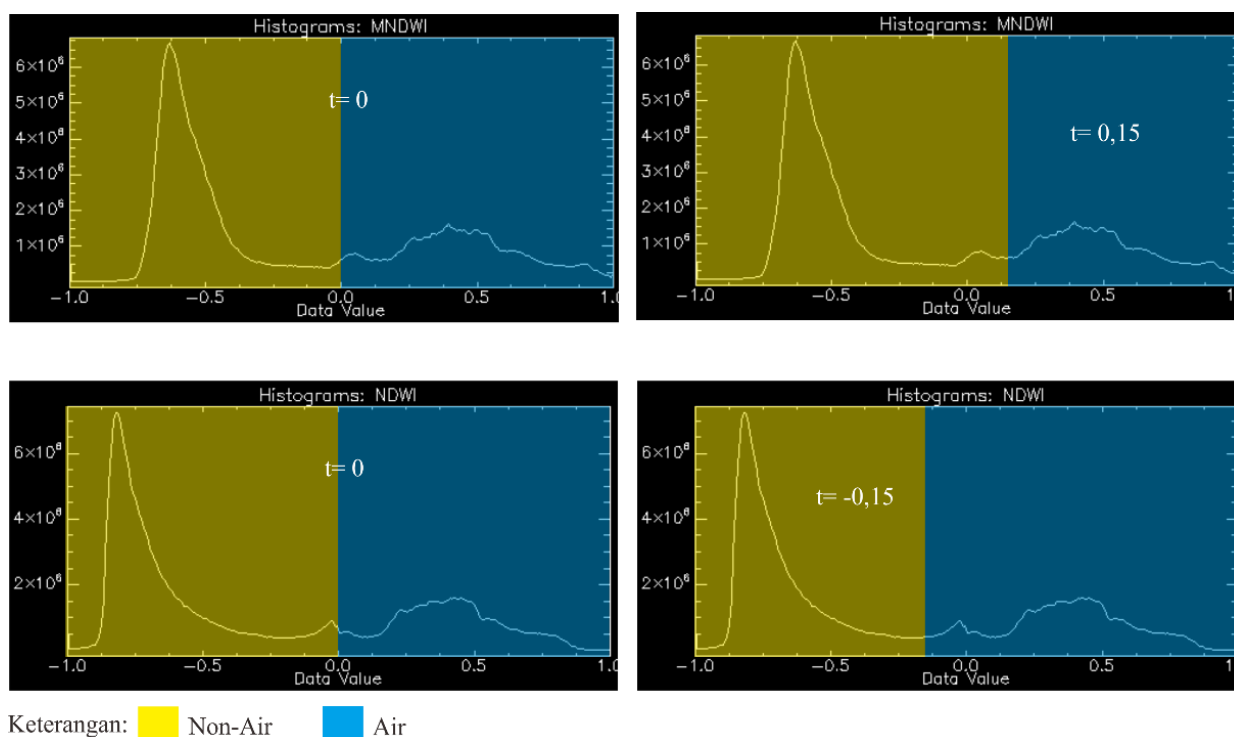 Histograms: MNDWI
6×10⁶
5×10⁶
4×10⁶
3×10⁶
2×10⁶
1×10⁶
t= 0
-1.0 -0.5 0.0 0.5 1.0
Data Value
Histograms: MNDWI
6×10⁶
5×10⁶
4×10⁶
3×10⁶
2×10⁶
1×10⁶
t= 0,15
-1.0 -0.5 0.0 0.5 1
Data Value
Histograms: NDWI
6×10⁶
4×10⁶
2×10⁶
t= 0
-1.0 -0.5 0.0 0.5 1.0
Data Value
Histograms: NDWI
6×10⁶
4×10⁶
2×10⁶
t= -0,15
-1.0 -0.5 0.0 0.5 1.0
Data Value
Keterangan: Non-Air Air